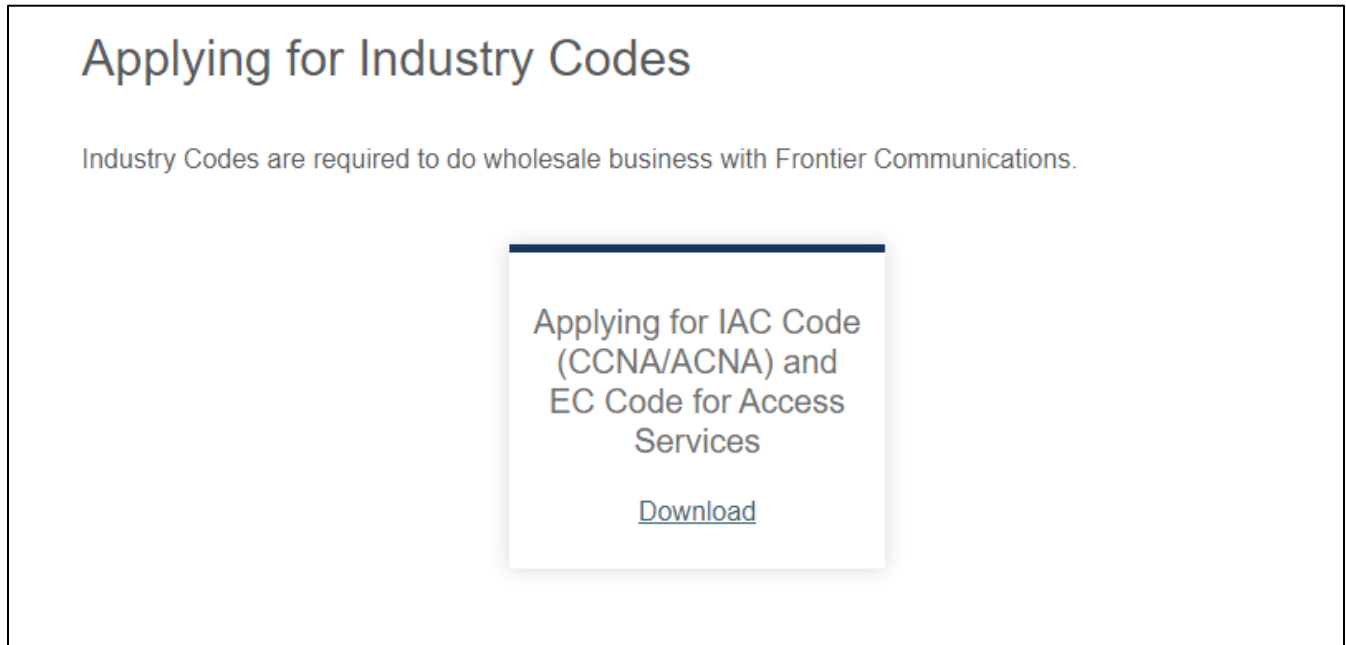 Applying for Industry Codes
Industry Codes are required to do wholesale business with Frontier Communications.
Applying for IAC Code
(CCNA/ACNA) and
EC Code for Access
Services
Download